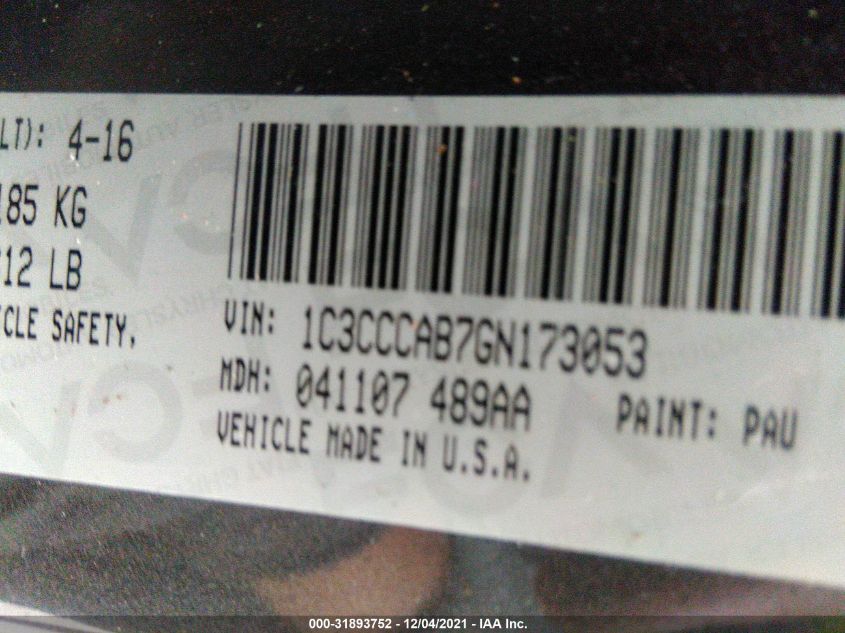 LT): 4-16
185 KG
712 LB
ICLE SAFETY,
VIN: 1C3CCCAB7GN173053
MDH: 041107 489AA PAINT: PAU
VEHICLE MADE IN U.S.A.
000-31893752 - 12/04/2021 - IAA Inc.